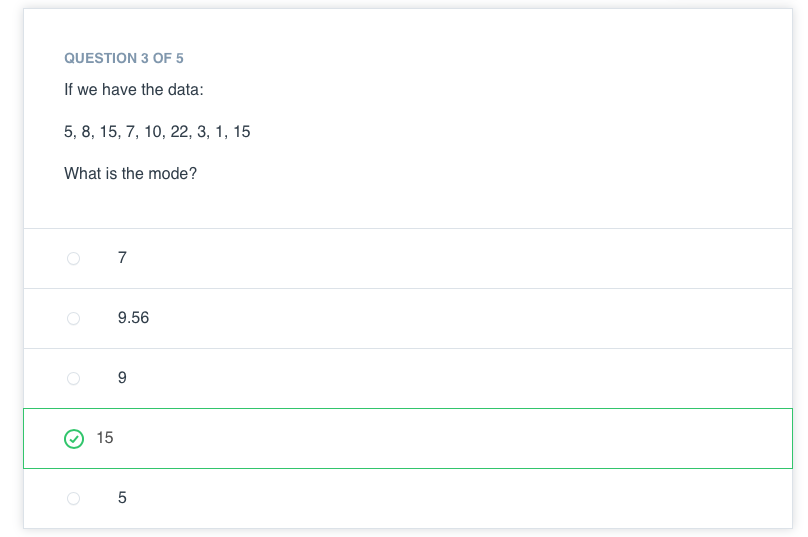 QUESTION 3 OF 5
If we have the data:
5, 8, 15, 7, 10, 22, 3, 1, 15
What is the mode?
7
9.56
9
15
5